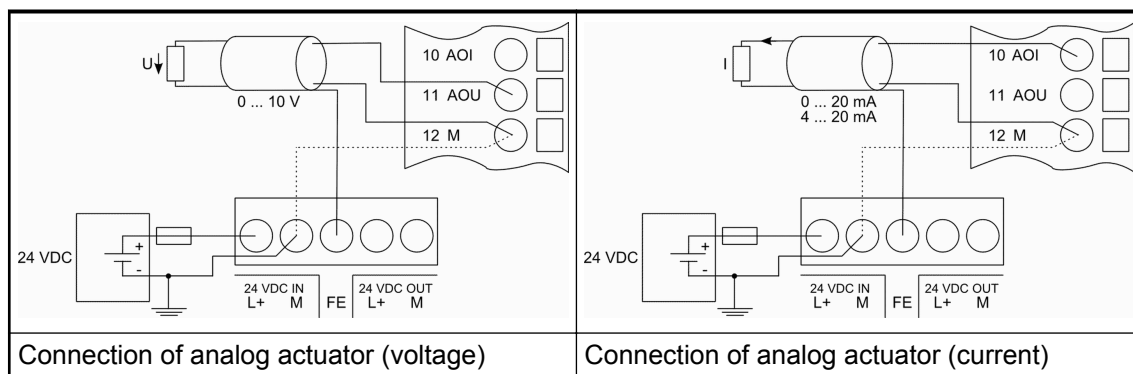 10 AOI
U
11 AOU
0 ... 10 V
12 M
24 VDC
+
-
24 VDC IN
L+ M
FE
24 VDC OUT
L+ M
Connection of analog actuator (voltage)
10 AOI
I
11 AOU
0 ... 20 mA
4 ... 20 mA
12 M
24 VDC
+
-
24 VDC IN
L+ M
FE
24 VDC OUT
L+ M
Connection of analog actuator (current)